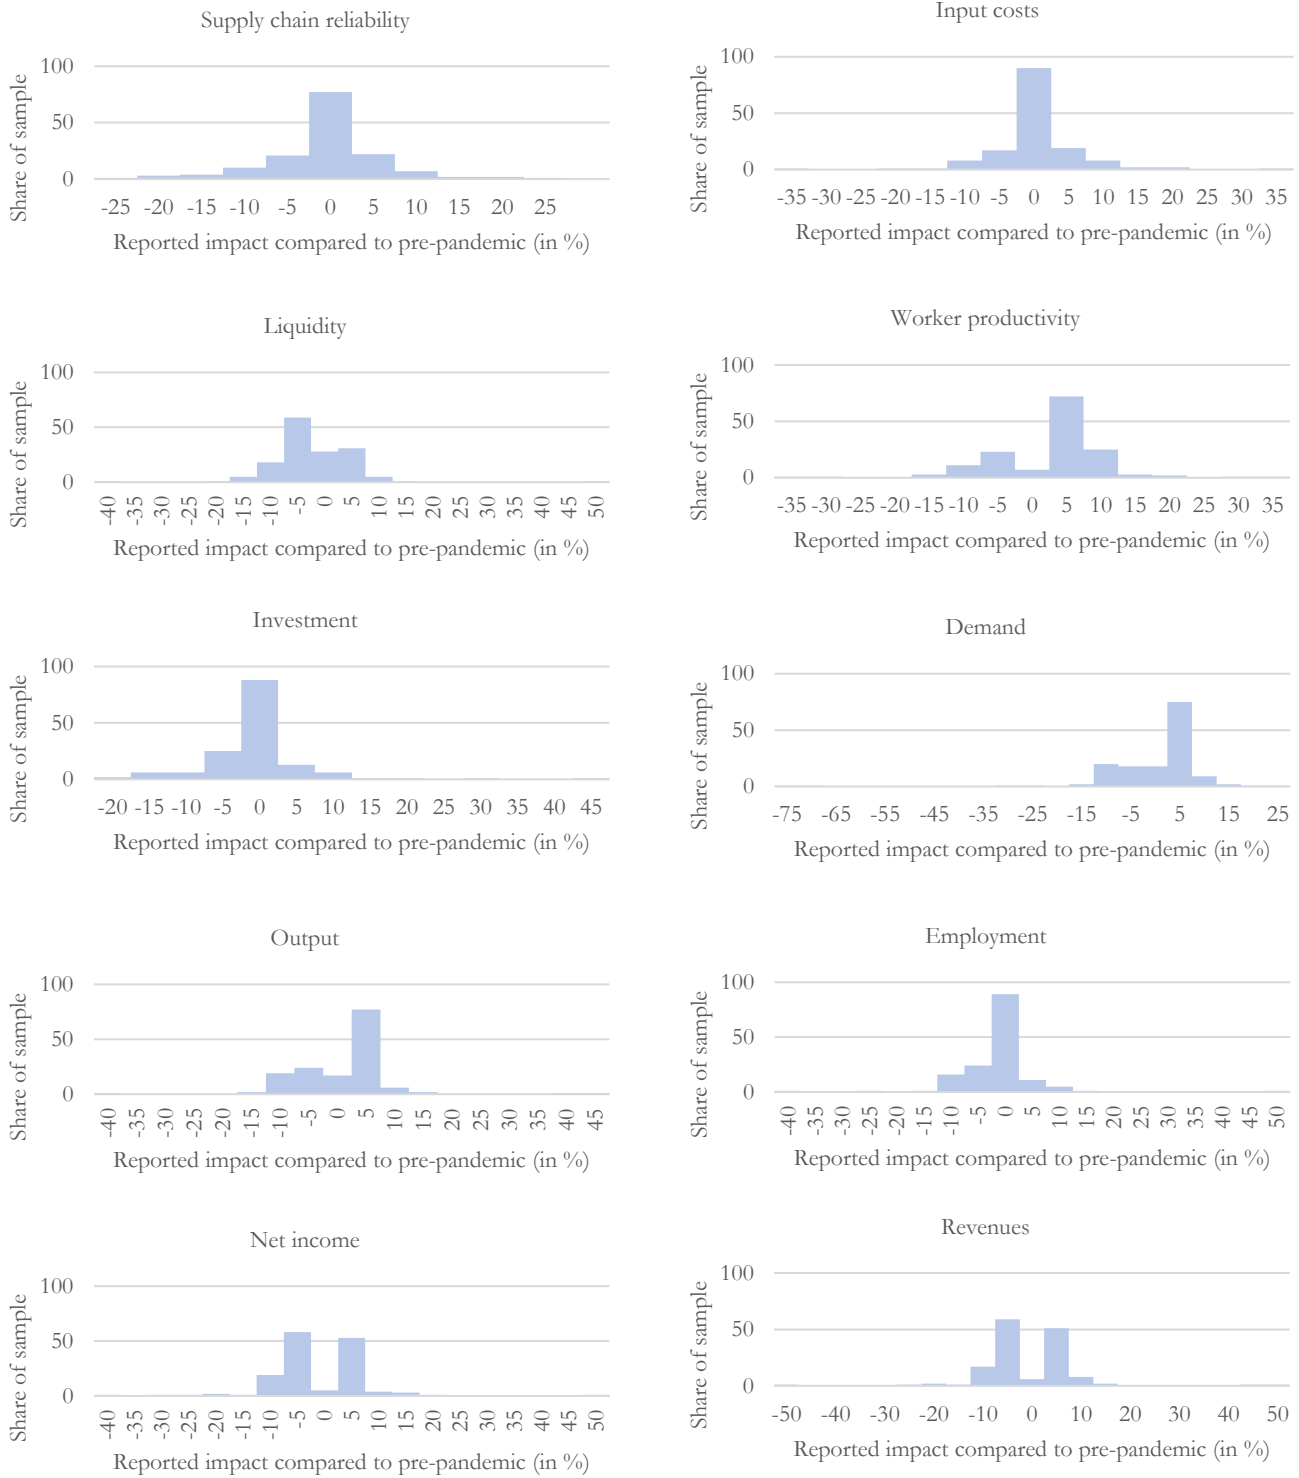 Supply chain reliability
Share of sample
100
50
0
-25 -20 -15 -10 -5 0 5 10 15 20 25
Reported impact compared to pre-pandemic (in %)
Input costs
Share of sample
100
50
0
-35 -30 -25 -20 -15 -10 -5 0 5 10 15 20 25 30 35
Reported impact compared to pre-pandemic (in %)
Liquidity
Share of sample
100
50
0
-40 -35 -30 -25 -20 -15 -10 -5 0 5 10 15 20 25 30 35 40 45 50
Reported impact compared to pre-pandemic (in %)
Worker productivity
Share of sample
100
50
0
-35 -30 -25 -20 -15 -10 -5 0 5 10 15 20 25 30 35
Reported impact compared to pre-pandemic (in %)
Investment
Share of sample
100
50
0
-20 -15 -10 -5 0 5 10 15 20 25 30 35 40 45
Reported impact compared to pre-pandemic (in %)
Demand
Share of sample
100
50
0
-75 -65 -55 -45 -35 -25 -15 -5 5 15 25
Reported impact compared to pre-pandemic (in %)
Output
Share of sample
100
50
0
-40 -35 -30 -25 -20 -15 -10 -5 0 5 10 15 20 25 30 35 40 45
Reported impact compared to pre-pandemic (in %)
Employment
Share of sample
100
50
0
-40 -35 -30 -25 -20 -15 -10 -5 0 5 10 15 20 25 30 35 40 45 50
Reported impact compared to pre-pandemic (in %)
Net income
Share of sample
100
50
0
-40 -35 -30 -25 -20 -15 -10 -5 0 5 10 15 20 25 30 35 40 45 50
Reported impact compared to pre-pandemic (in %)
Revenues
Share of sample
100
50
0
-50 -40 -30 -20 -10 0 10 20 30 40 50
Reported impact compared to pre-pandemic (in %)